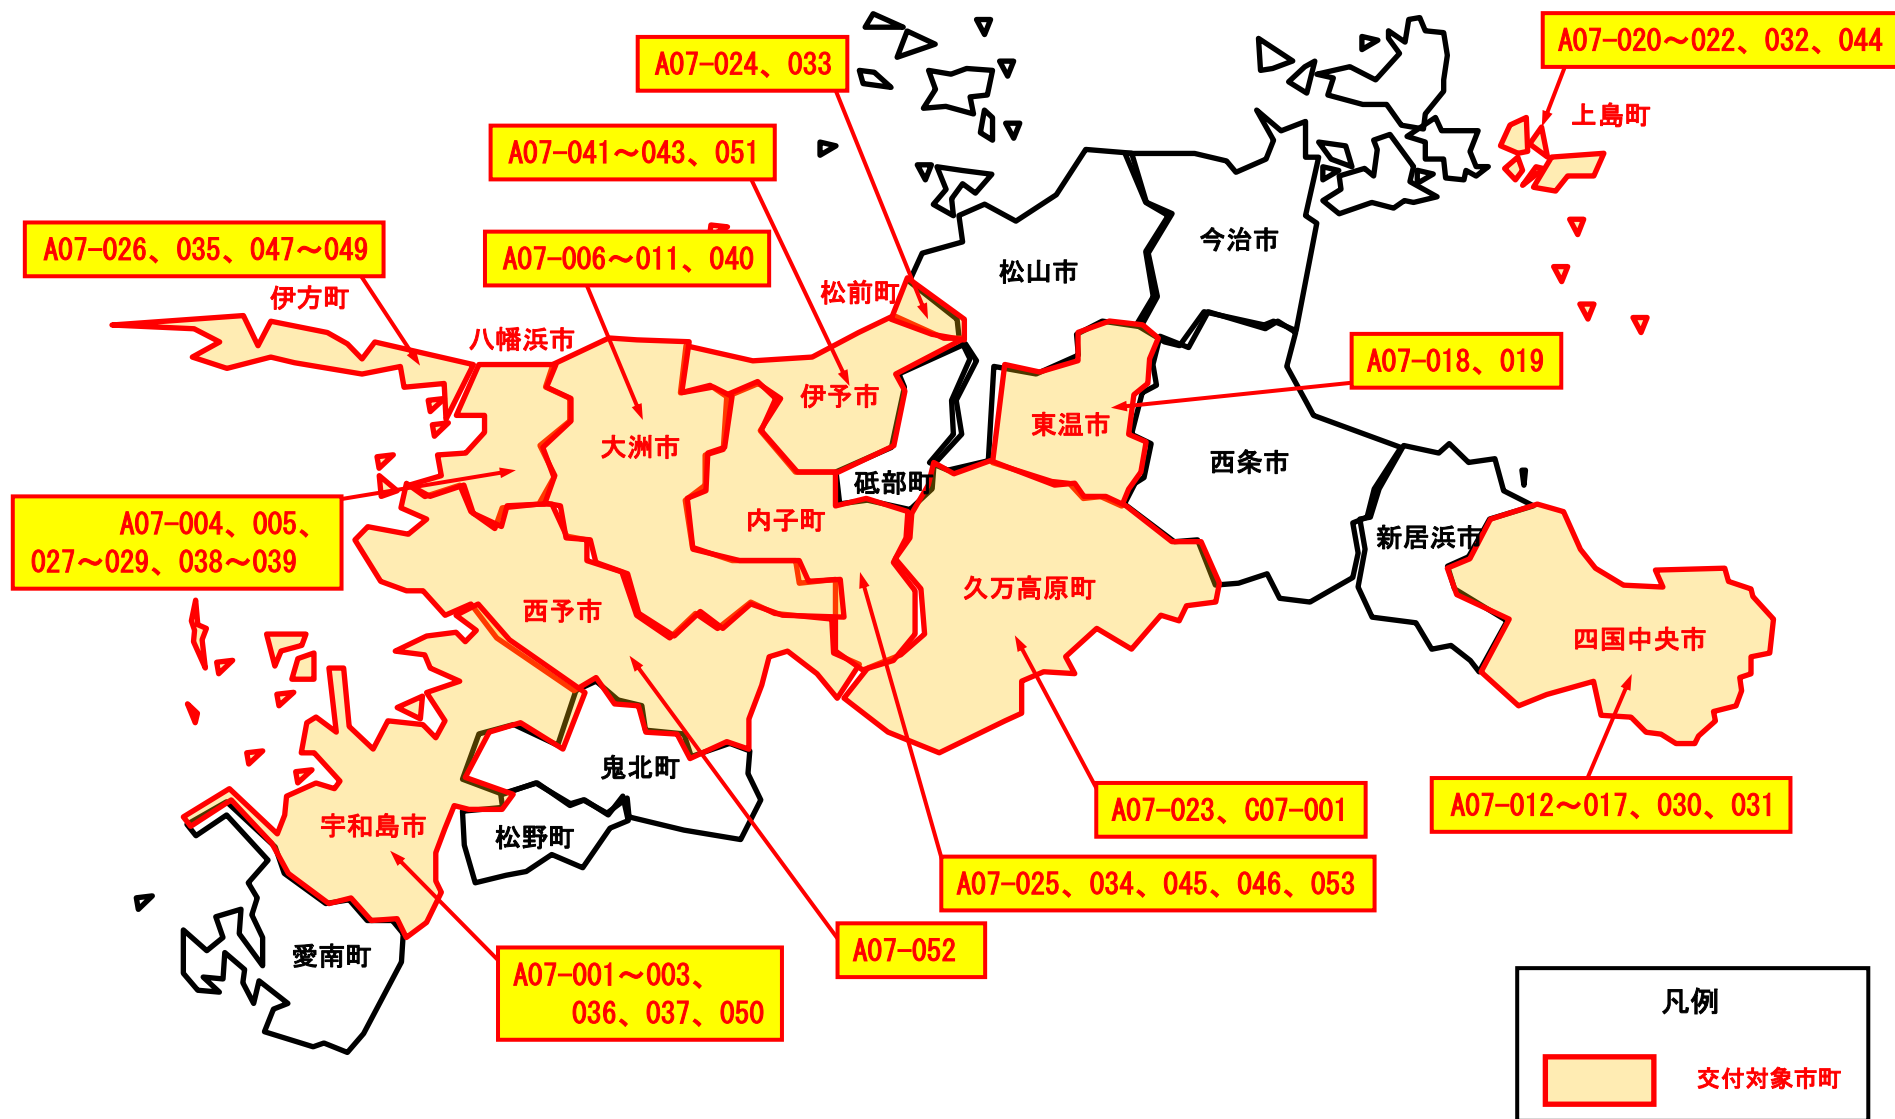 A07-020～022、032、044
A07-024、033
上島町
A07-041～043、051
A07-026、035、047～049
A07-006～011、040
今治市
松山市
伊方町
松前町
八幡浜市
A07-018、019
伊予市
東温市
大洲市
西条市
砥部町
内子町
新居浜市
A07-004、005、
027～029、038～039
久万高原町
西予市
四国中央市
鬼北町
A07-023、C07-001
A07-012～017、030、031
宇和島市
松野町
A07-025、034、045、046、053
愛南町
A07-052
A07-001～003、
036、037、050
凡例
交付対象市町